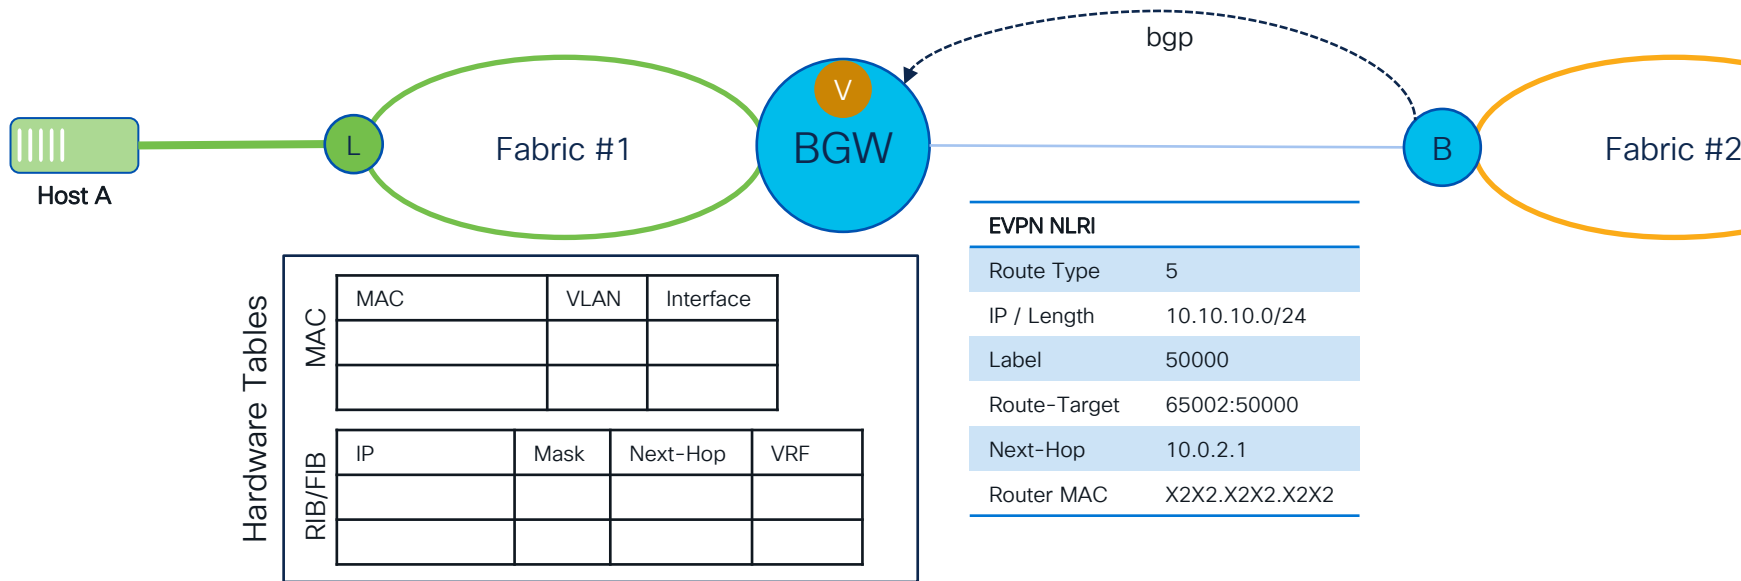 bgp
V
L
Fabric #1
BGW
B
Fabric #2
Host A
EVPN NLRI
Route Type 5
IP / Length 10.10.10.0/24
Label 50000
Route-Target 65002:50000
Next-Hop 10.0.2.1
Router MAC X2X2.X2X2.X2X2
Hardware Tables
MAC
MAC VLAN Interface
RIB/FIB
IP Mask Next-Hop VRF